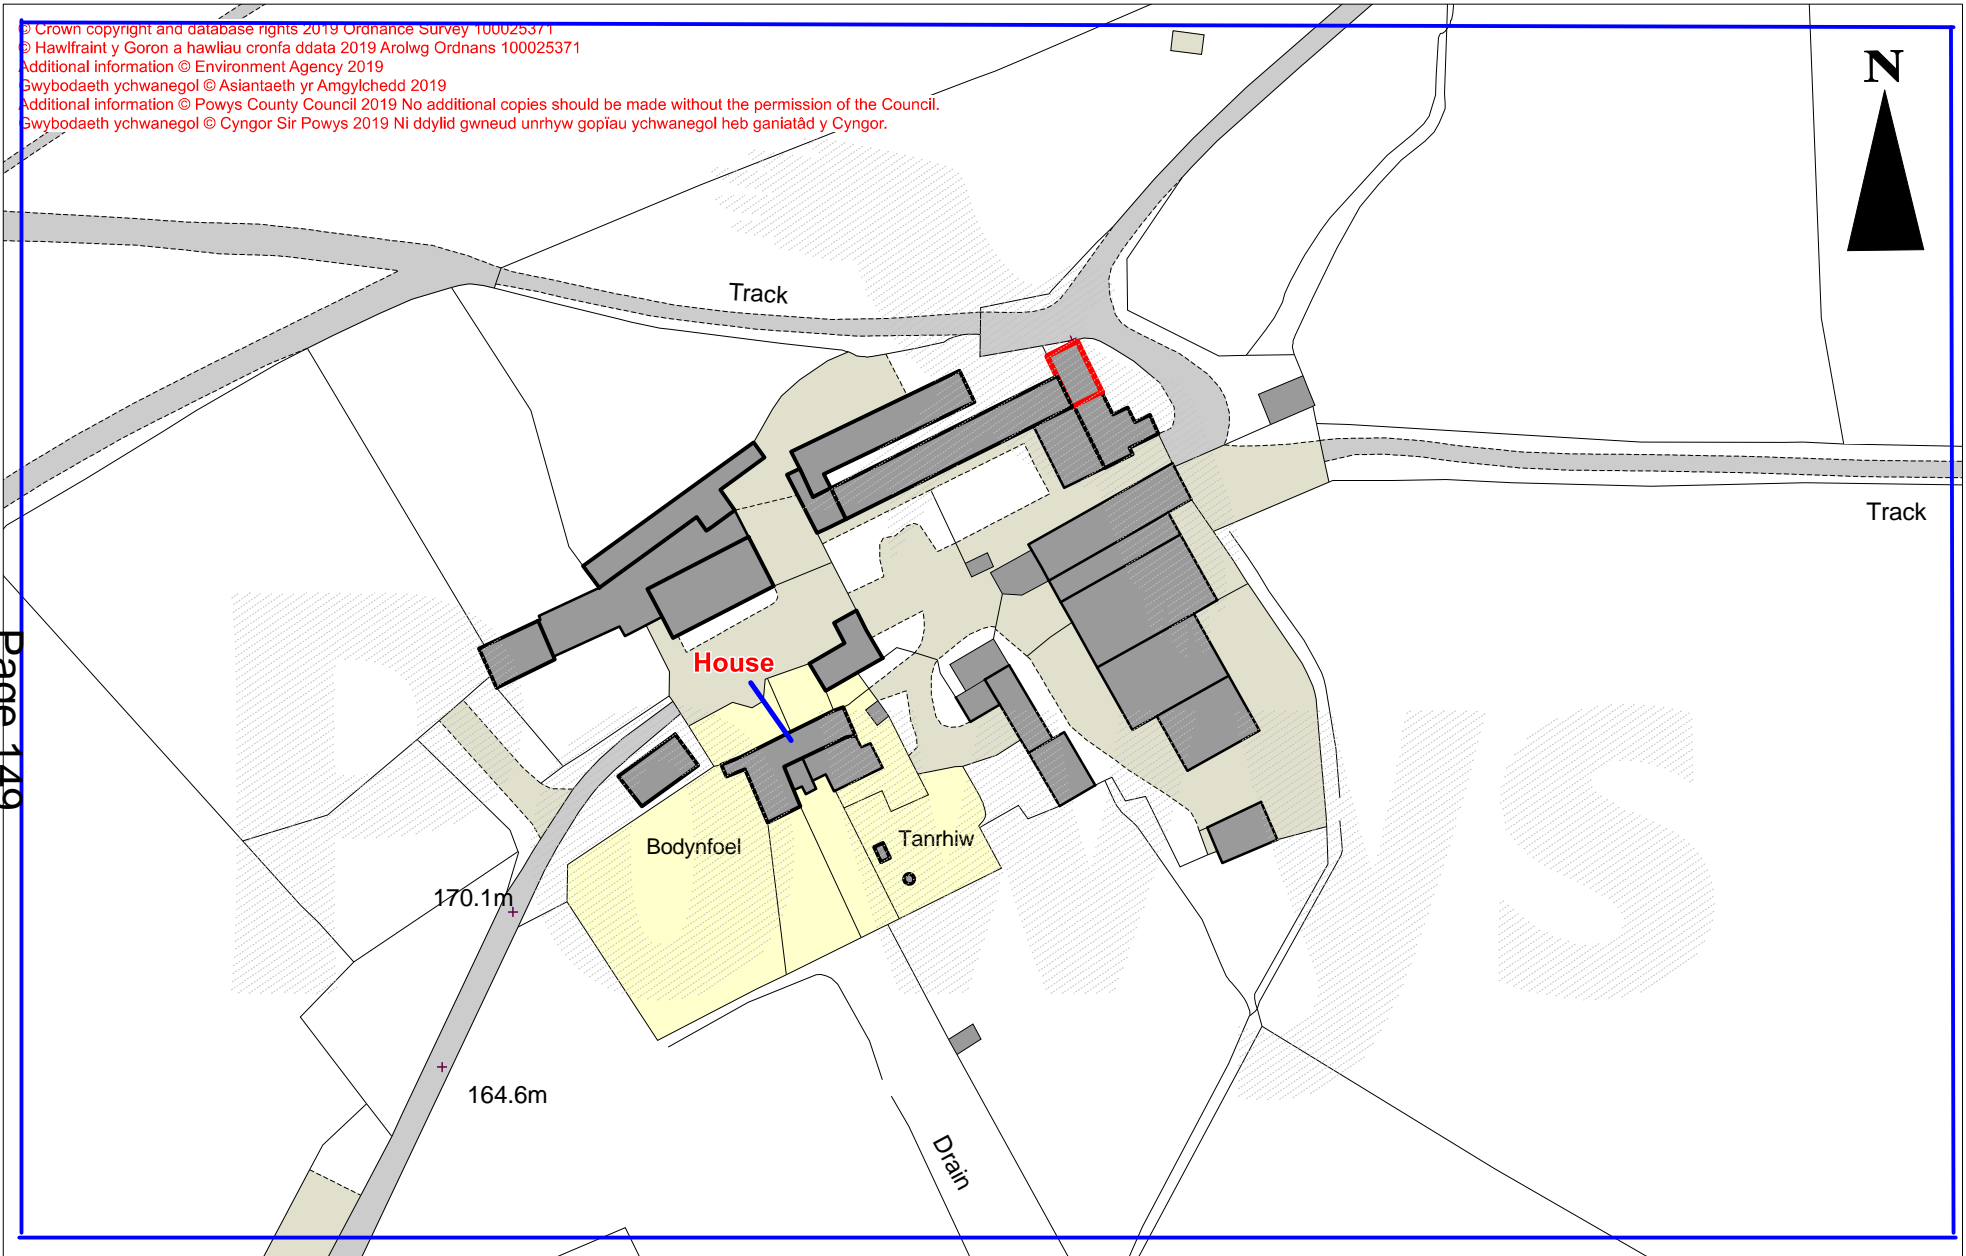 © Crown copyright and database rights 2019 Ordnance Survey 100025371
© Hawlfraint y Goron a hawliau cronfa ddata 2019 Arolwg Ordnans 100025371
Additional information © Environment Agency 2019
Gwybodaeth ychwanegol © Asiantaeth yr Amgylchedd 2019
Additional information © Powys County Council 2019 No additional copies should be made without the permission of the Council.
Gwybodaeth ychwanegol © Cyngor Sir Powys 2019 Ni ddylid gwneud unrhyw gopïau ychwanegol heb ganiatâd y Cyngor.
N
Track
Track
House
Page 149
Bodynfoel
Tanrhiw
170.1m
164.6m
Drain
Powys